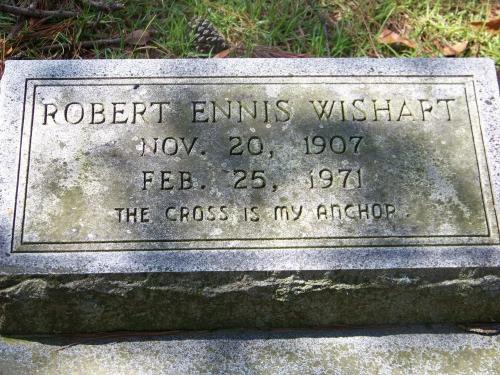 ROBERT ENNIS WISHART
NOV. 20, 1907
FEB. 25, 1971
THE CROSS IS MY ANCHOR.